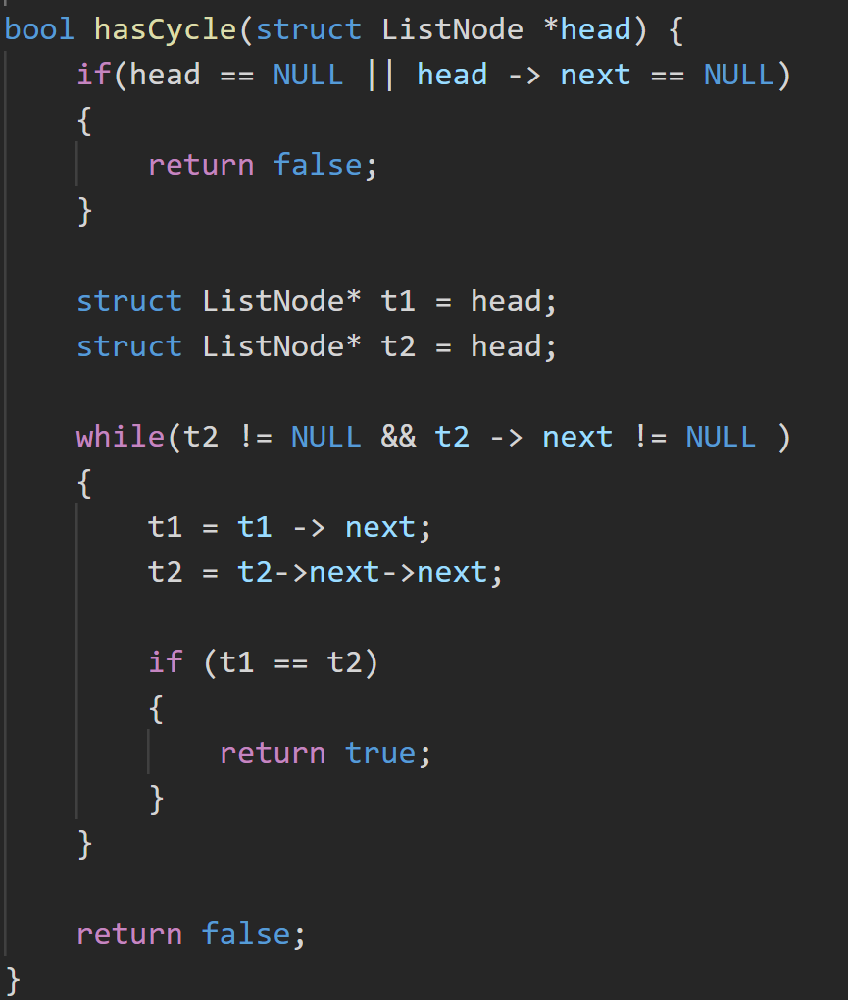 bool hasCycle(struct ListNode *head) {
    if(head == NULL || head -> next == NULL)
    {
        return false;
    }

    struct ListNode* t1 = head;
    struct ListNode* t2 = head;

    while(t2 != NULL && t2 -> next != NULL )
    {
        t1 = t1 -> next;
        t2 = t2->next->next;

        if (t1 == t2)
        {
            return true;
        }
    }

    return false;
}